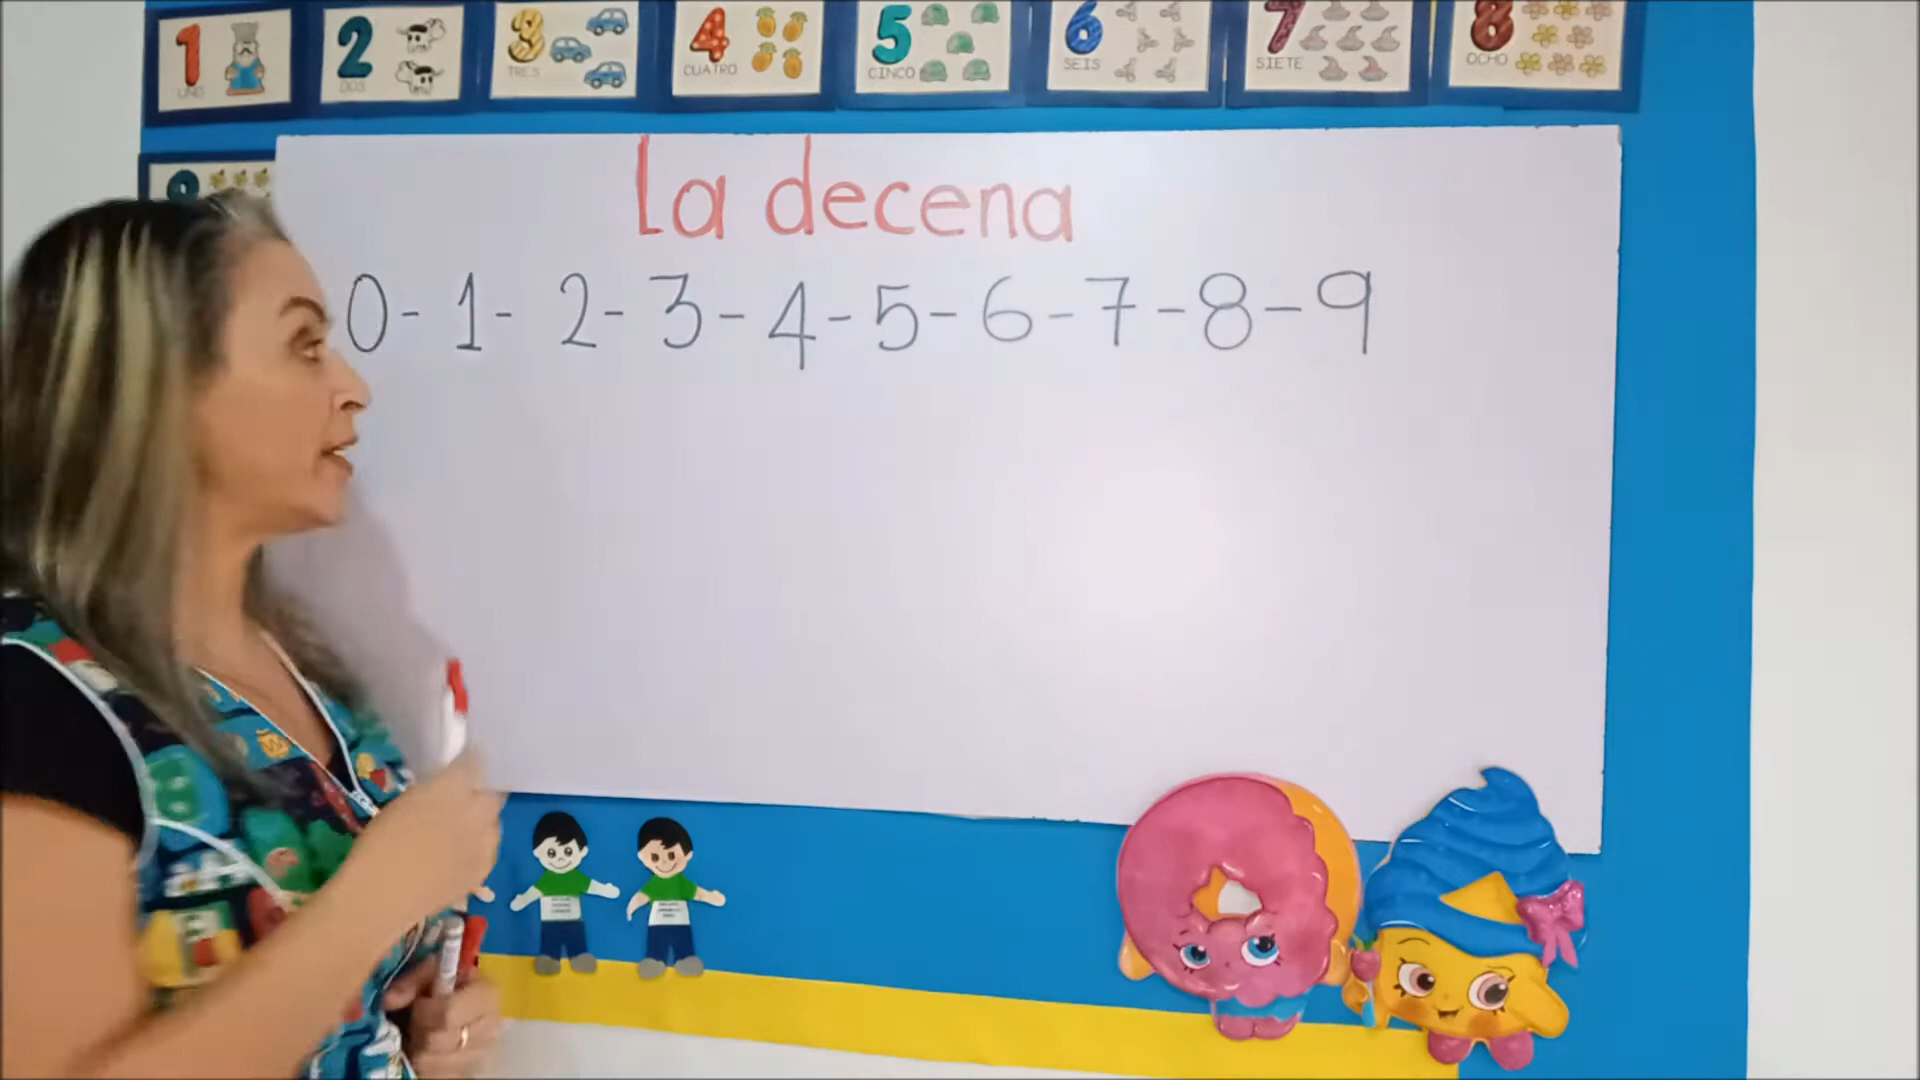 1 UNO
2 DOS
3 TRES
4 CUATRO
5 CINCO
6 SEIS
7 SIETE
8 OCHO
9
La decena
0- 1- 2- 3- 4- 5- 6- 7- 8- 9